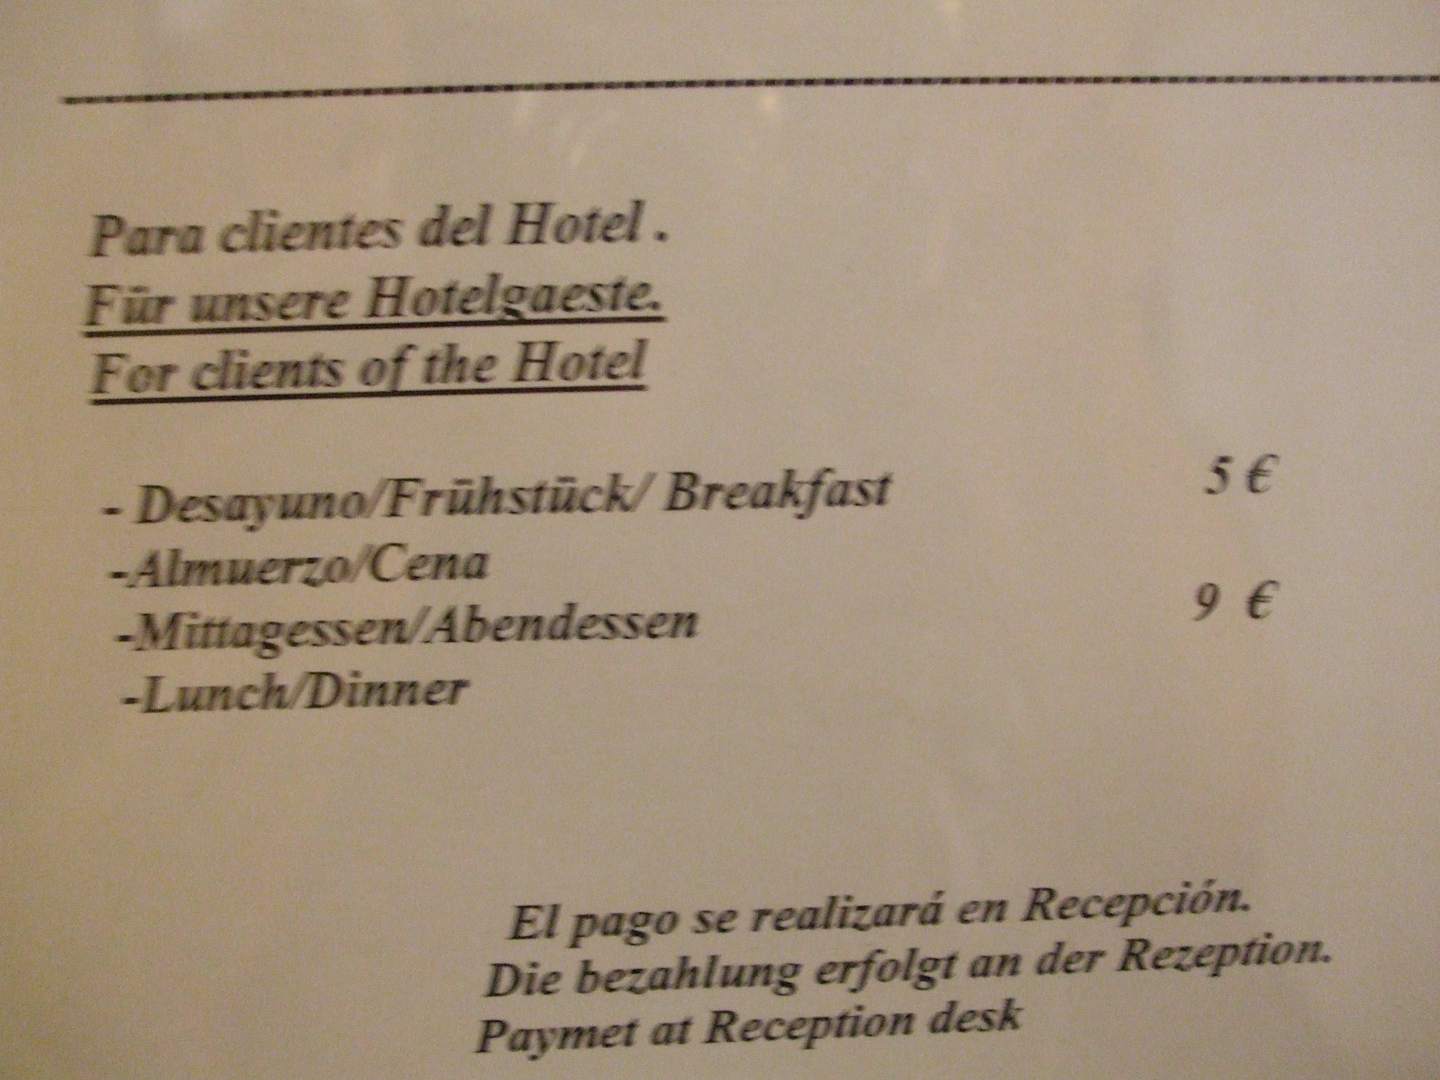 Para clientes del Hotel .
Für unsere Hotelgaeste.
For clients of the Hotel
- Desayuno/Frühstück/ Breakfast 5 €
-Almuerzo/Cena
-Mittagessen/Abendessen 9 €
-Lunch/Dinner
El pago se realizará en Recepción.
Die bezahlung erfolgt an der Rezeption.
Paymet at Reception desk